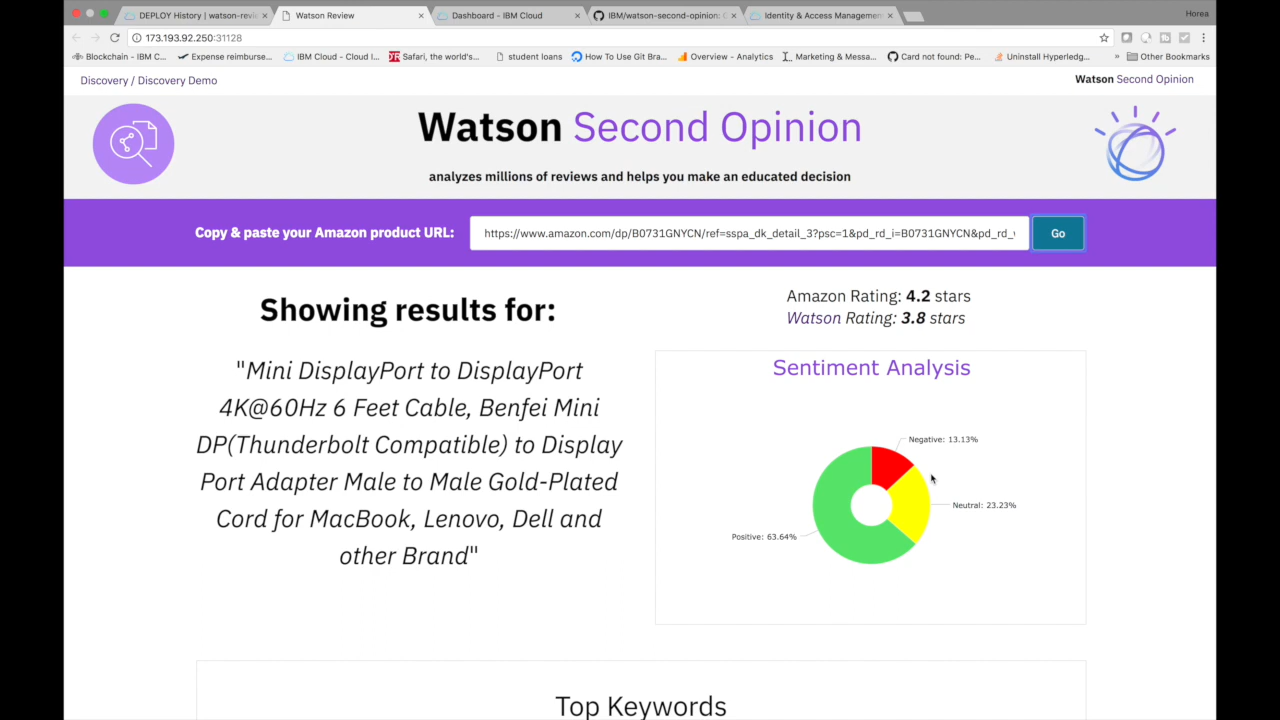 DEPLOY History | watson-revie
Watson Review
Dashboard - IBM Cloud
IBM/watson-second-opinion: C
Identity & Access Managemen
Horea
173.193.92.250:31128
Blockchain - IBM C...
Expense reimburse...
IBM Cloud - Cloud I...
Safari, the world's...
student loans
How To Use Git Bra...
Overview - Analytics
Marketing & Messa...
Card not found: Pe...
Uninstall Hyperledg...
»
Other Bookmarks
Discovery / Discovery Demo
Watson Second Opinion
Watson Second Opinion
analyzes millions of reviews and helps you make an educated decision
Copy & paste your Amazon product URL:
https://www.amazon.com/dp/B0731GNYCN/ref=sspa_dk_detail_3?psc=1&pd_rd_i=B0731GNYCN&pd_rd_
Go
Showing results for:
"Mini DisplayPort to DisplayPort
4K@60Hz 6 Feet Cable, Benfei Mini
DP(Thunderbolt Compatible) to Display
Port Adapter Male to Male Gold-Plated
Cord for MacBook, Lenovo, Dell and
other Brand"
Amazon Rating: 4.2 stars
Watson Rating: 3.8 stars
Sentiment Analysis
Negative: 13.13%
Neutral: 23.23%
Positive: 63.64%
Top Keywords